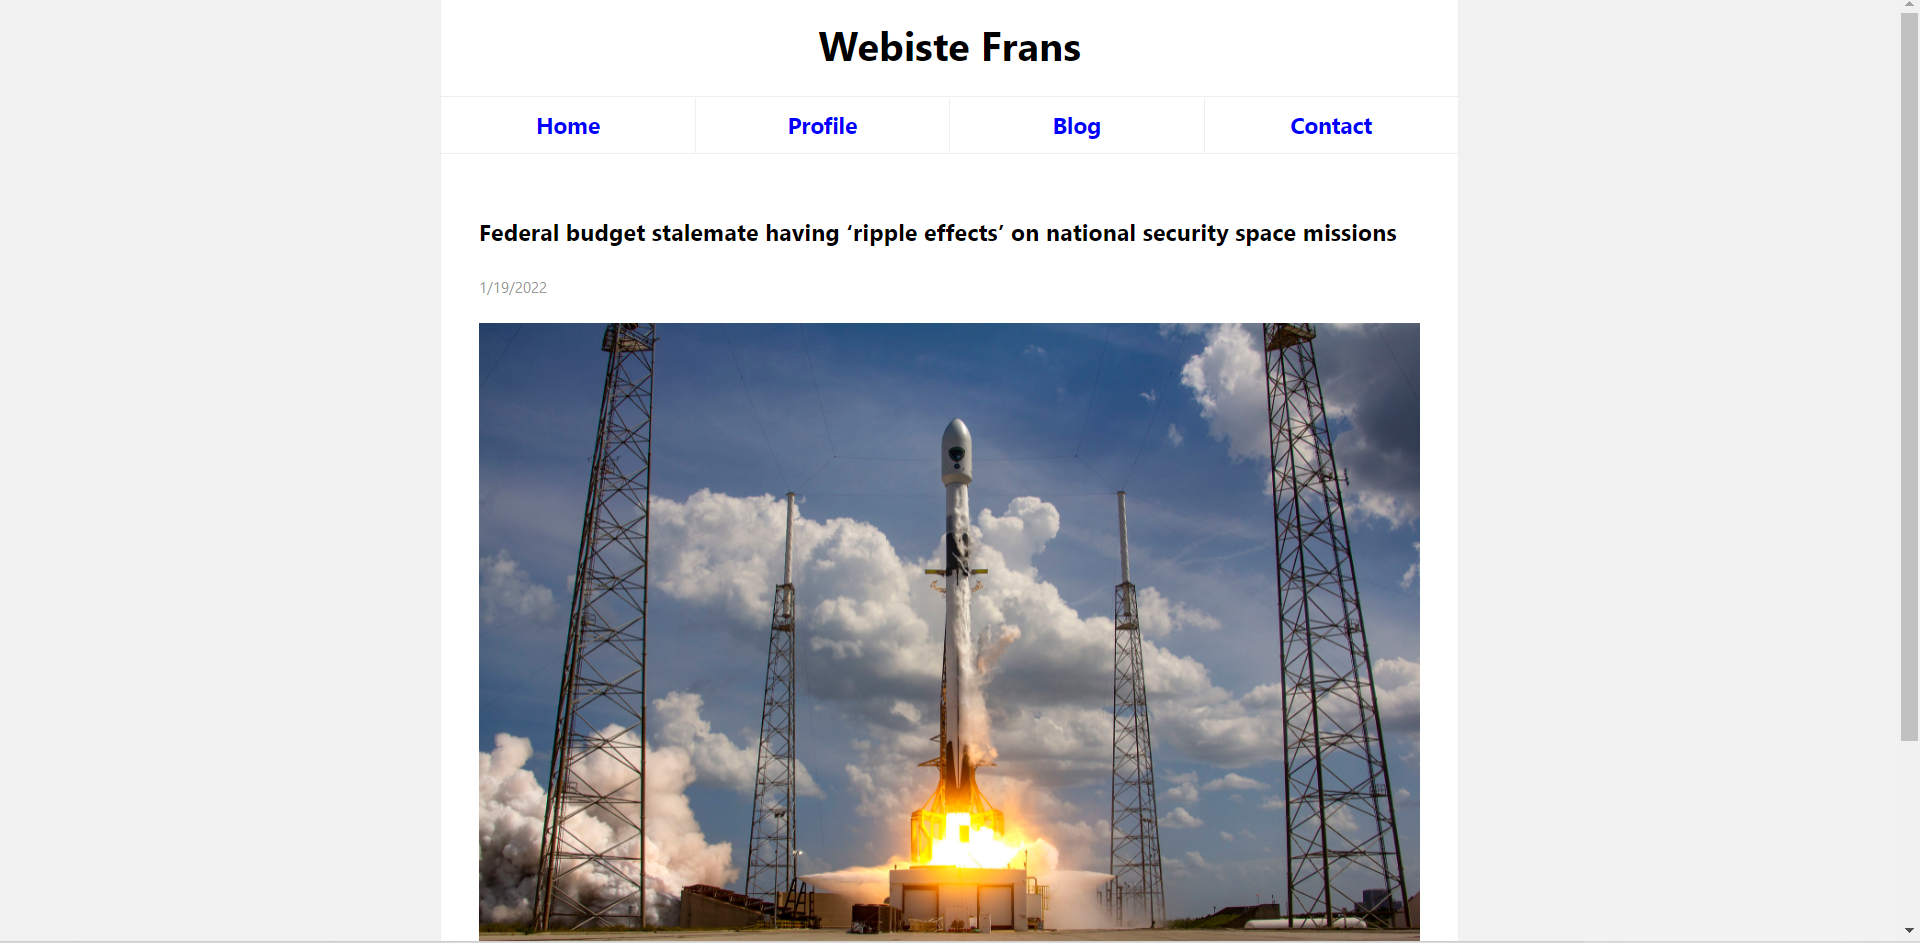 Webiste Frans
Home Profile Blog Contact
Federal budget stalemate having ‘ripple effects’ on national security space missions
1/19/2022